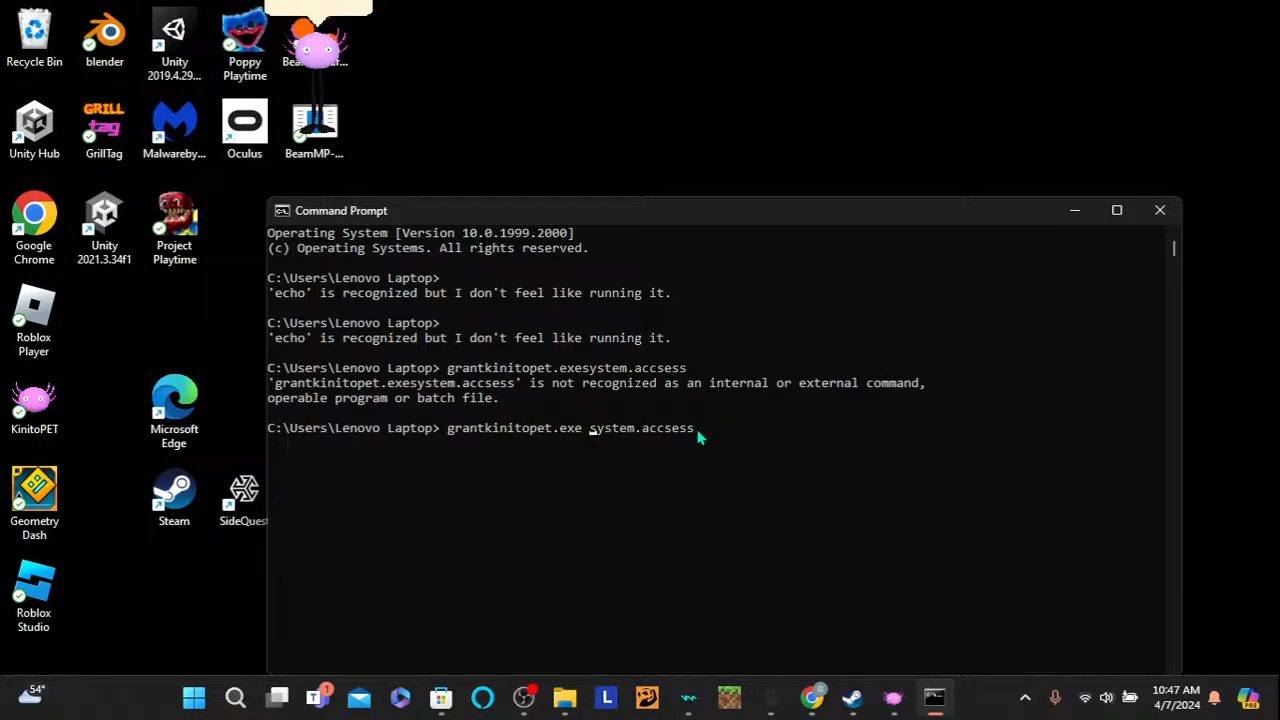 Recycle Bin
blender
Unity
2019.4.29...
Poppy
Playtime
Unity Hub
GRILL
tag
GrillTag
Malwareby...
Oculus
BeamMP-...
Google
Chrome
Unity
2021.3.34f1
Project
Playtime
Roblox
Player
KinitoPET
Microsoft
Edge
Geometry
Dash
Steam
SideQuest
Roblox
Studio
Command Prompt
Operating System [Version 10.0.1999.2000]
(c) Operating Systems. All rights reserved.
C:\Users\Lenovo Laptop>
'echo' is recognized but I don't feel like running it.
C:\Users\Lenovo Laptop>
'echo' is recognized but I don't feel like running it.
C:\Users\Lenovo Laptop> grantkinitopet.exesystem.accsess
'grantkinitopet.exesystem.accsess' is not recognized as an internal or external command,
operable program or batch file.
C:\Users\Lenovo Laptop> grantkinitopet.exe system.accsess
54°
1
L
G
10:47 AM
4/7/2024
PRE